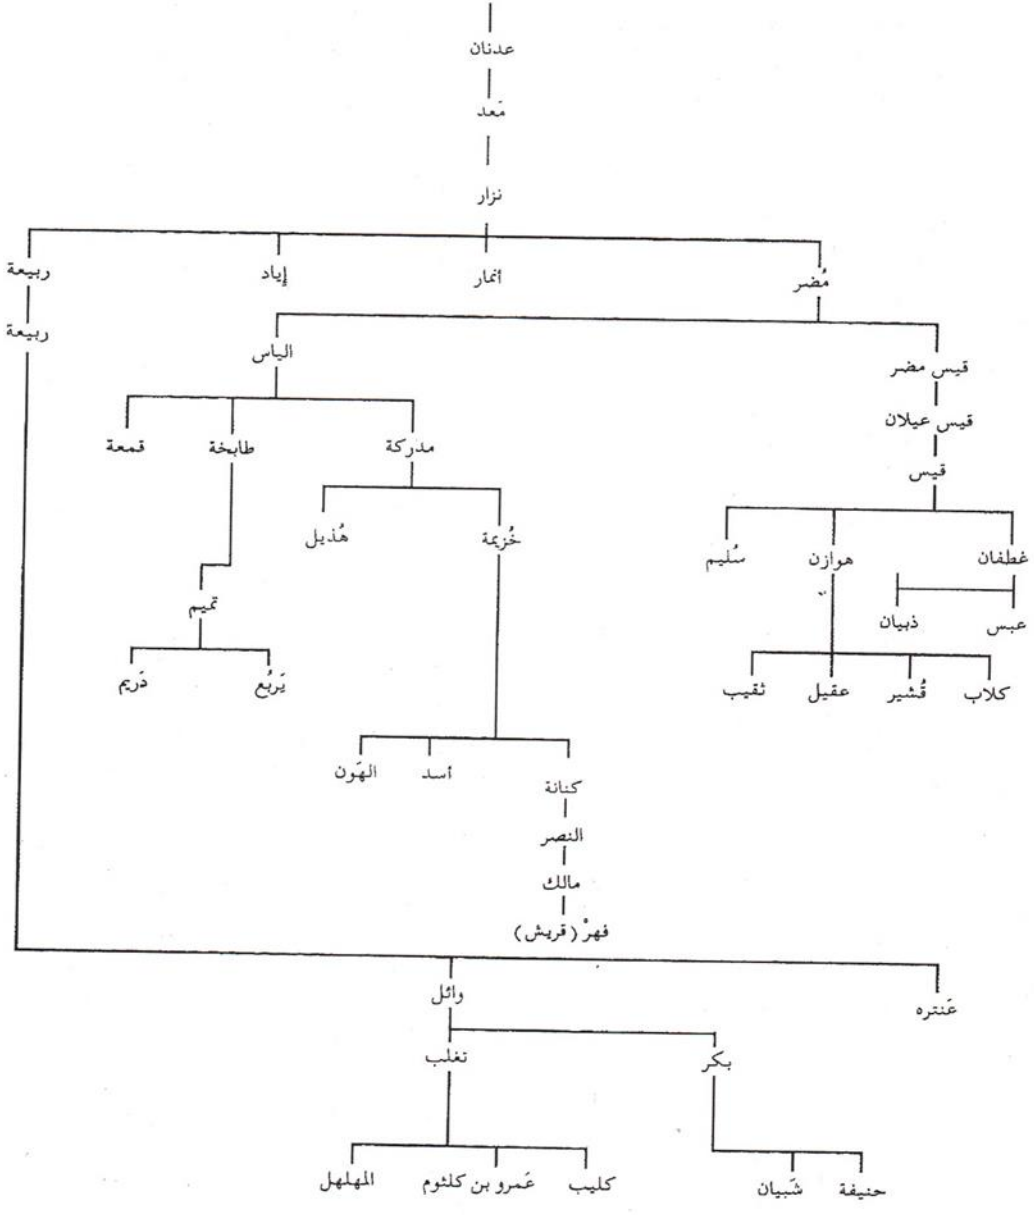 عدنان
مَعد
نزار
مُضر أنمار إياد ربيعة
ربيعة
الياس
قيس مضر
قيس عيلان
مدركة طابخة قمعة
قيس
خُزيمة هُذيل
غطفان هوازن سُليم
تميم
عبس ذبيان
يَربُع دَريم
كلاب قُشير عقيل ثقيب
كنانة أسد الهَون
النصر
مالك
فهرْ (قريش)
عَنتره وائل
بكر تغلب
كليب عَمرو بن كلثوم المهلهل
حنيفة شَبيان